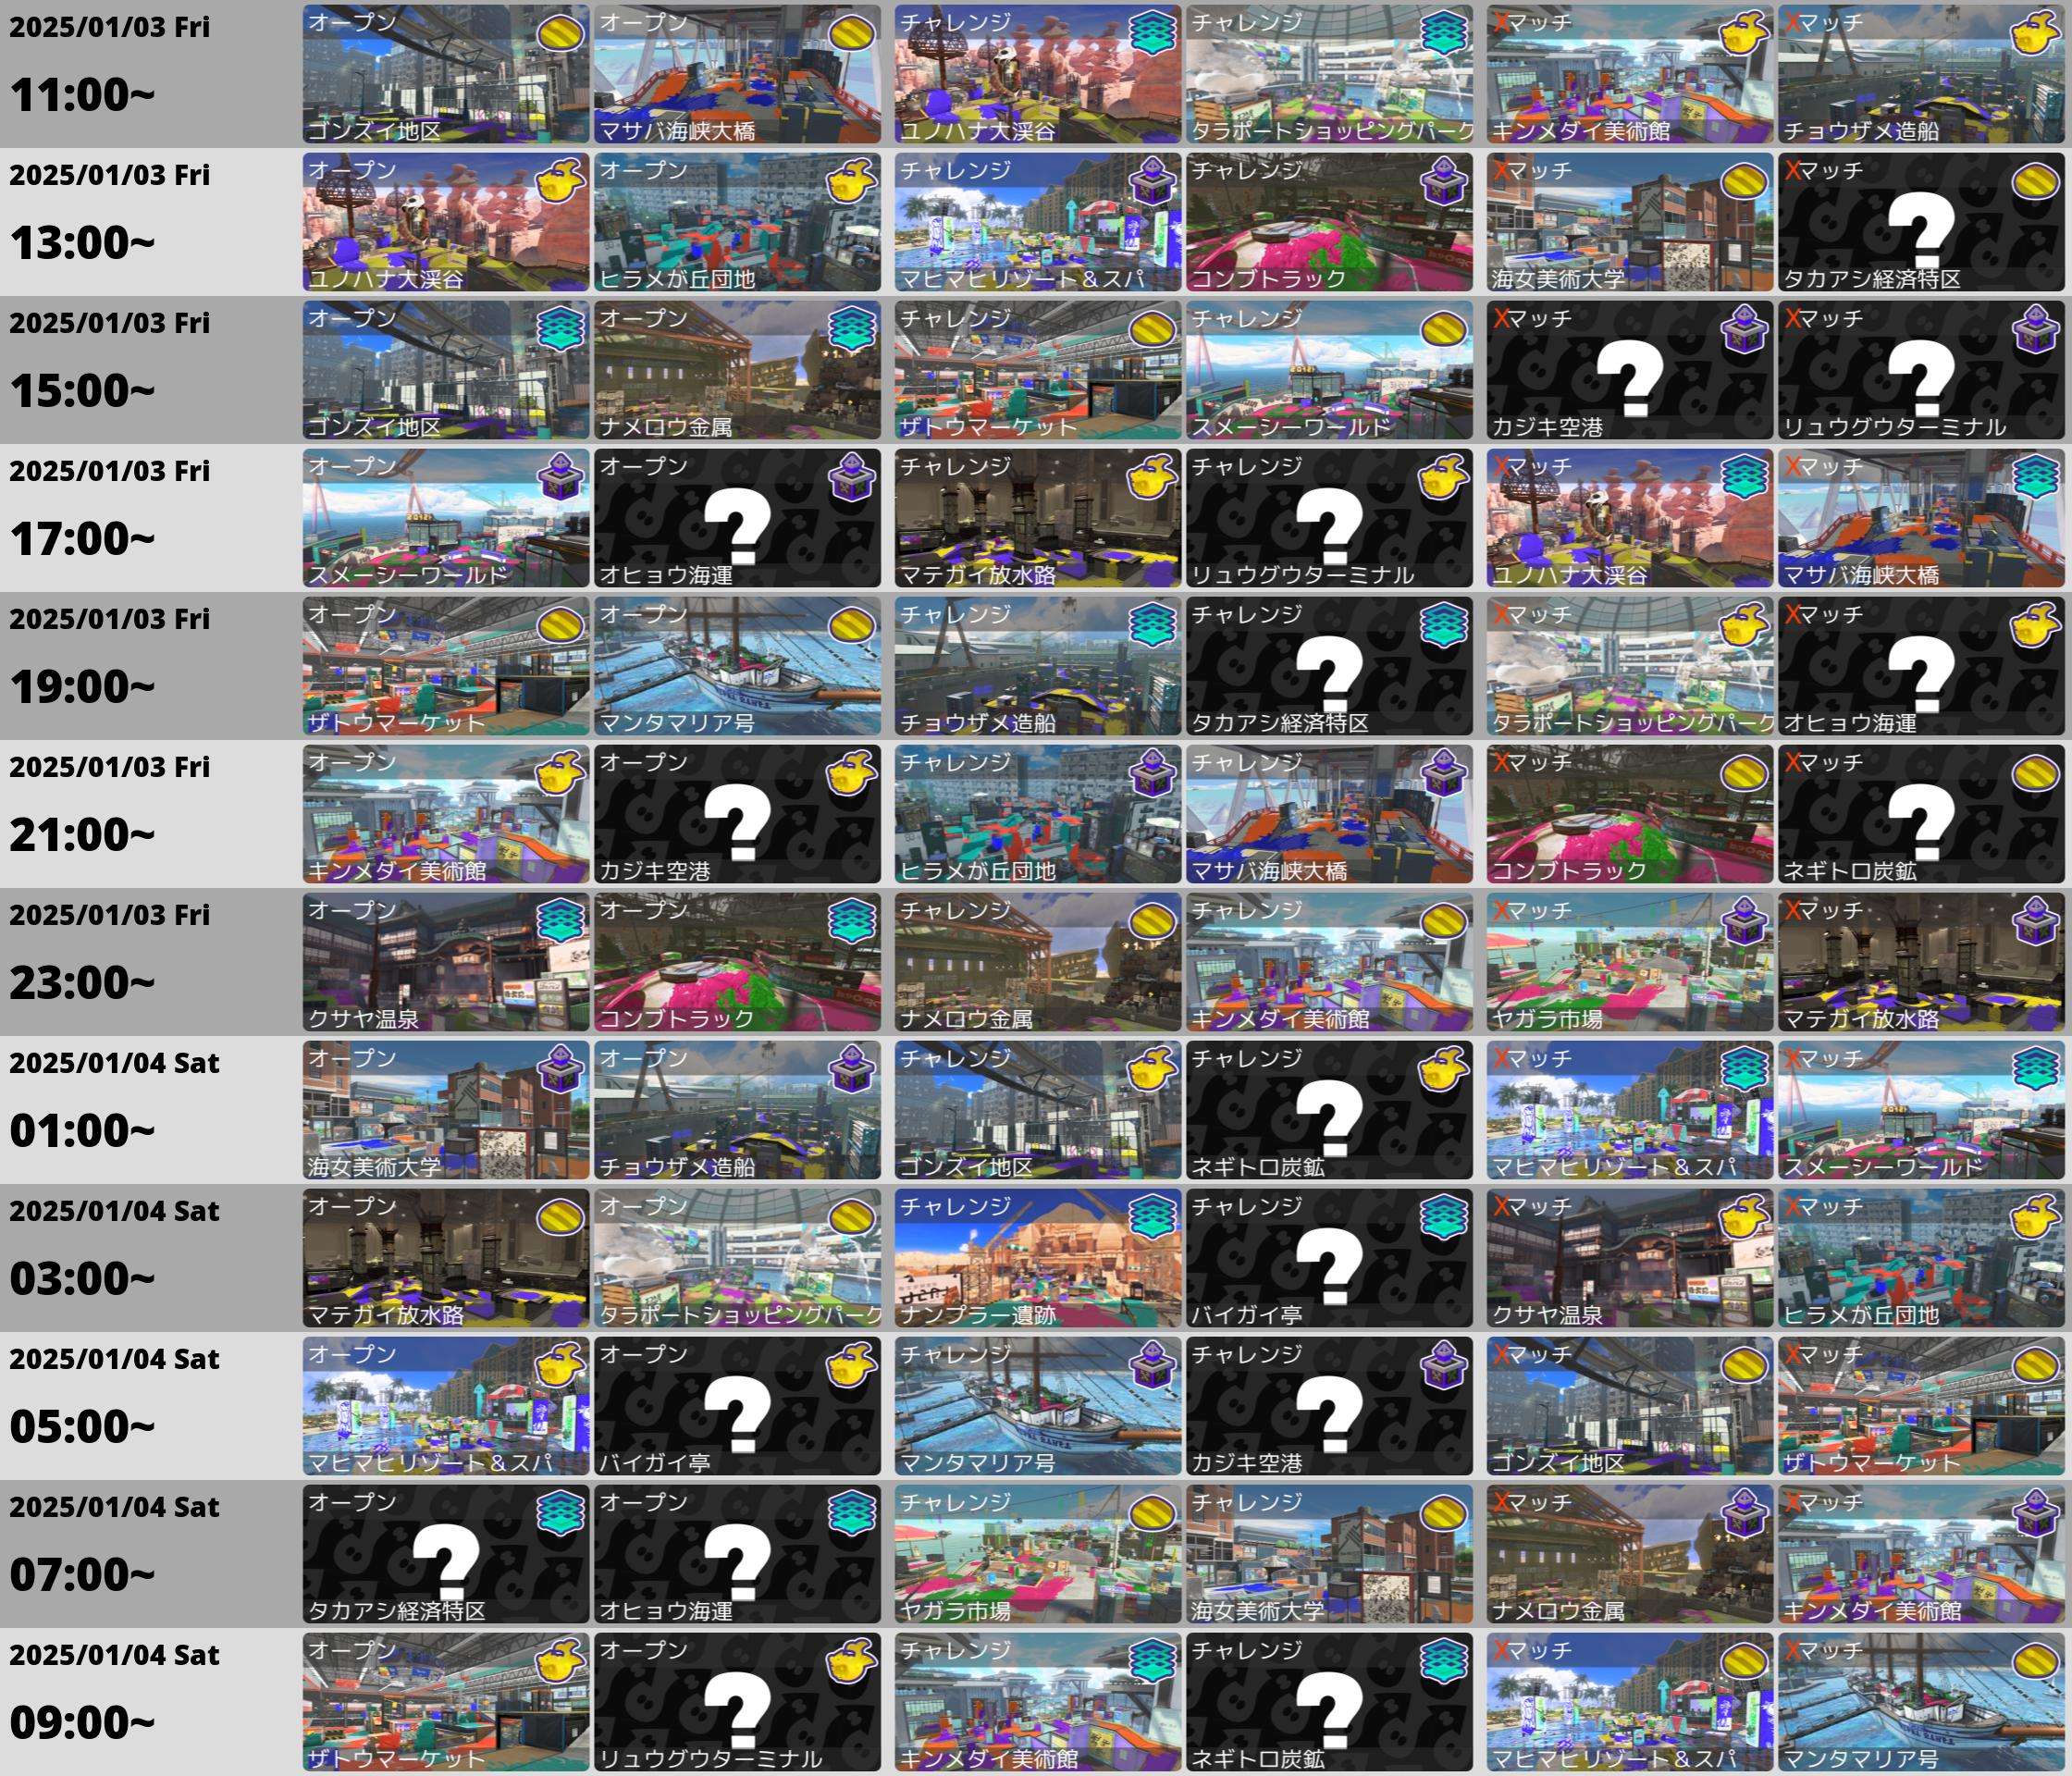 2025/01/03 Fri
11:00~
オープン
ゴンズイ地区
オープン
マサバ海峡大橋
チャレンジ
ユノハナ大渓谷
チャレンジ
タラポートショッピングパーク
Xマッチ
キンメダイ美術館
Xマッチ
チョウザメ造船
2025/01/03 Fri
13:00~
オープン
ユノハナ大渓谷
オープン
ヒラメが丘団地
チャレンジ
マヒマヒリゾート&スパ
チャレンジ
コンブトラック
Xマッチ
海女美術大学
Xマッチ
?
タカアシ経済特区
2025/01/03 Fri
15:00~
オープン
ゴンズイ地区
オープン
ナメロウ金属
チャレンジ
ザトウマーケット
チャレンジ
スメーシーワールド
Xマッチ
?
カジキ空港
Xマッチ
?
リュウグウターミナル
2025/01/03 Fri
17:00~
オープン
スメーシーワールド
オープン
?
オヒョウ海運
チャレンジ
マテガイ放水路
チャレンジ
?
リュウグウターミナル
Xマッチ
ユノハナ大渓谷
Xマッチ
マサバ海峡大橋
2025/01/03 Fri
19:00~
オープン
ザトウマーケット
オープン
マンタマリア号
チャレンジ
チョウザメ造船
チャレンジ
?
タカアシ経済特区
Xマッチ
タラポートショッピングパーク
Xマッチ
?
オヒョウ海運
2025/01/03 Fri
21:00~
オープン
キンメダイ美術館
オープン
?
カジキ空港
チャレンジ
ヒラメが丘団地
チャレンジ
マサバ海峡大橋
Xマッチ
コンブトラック
Xマッチ
?
ネギトロ炭鉱
2025/01/03 Fri
23:00~
オープン
クサヤ温泉
オープン
コンブトラック
チャレンジ
ナメロウ金属
チャレンジ
キンメダイ美術館
Xマッチ
ヤガラ市場
Xマッチ
マテガイ放水路
2025/01/04 Sat
01:00~
オープン
海女美術大学
オープン
チョウザメ造船
チャレンジ
ゴンズイ地区
チャレンジ
?
ネギトロ炭鉱
Xマッチ
マヒマヒリゾート&スパ
Xマッチ
スメーシーワールド
2025/01/04 Sat
03:00~
オープン
マテガイ放水路
オープン
タラポートショッピングパーク
チャレンジ
ナンプラー遺跡
チャレンジ
?
バイガイ亭
Xマッチ
クサヤ温泉
Xマッチ
ヒラメが丘団地
2025/01/04 Sat
05:00~
オープン
マヒマヒリゾート&スパ
オープン
?
バイガイ亭
チャレンジ
マンタマリア号
チャレンジ
?
カジキ空港
Xマッチ
ゴンズイ地区
Xマッチ
ザトウマーケット
2025/01/04 Sat
07:00~
オープン
?
タカアシ経済特区
オープン
?
オヒョウ海運
チャレンジ
ヤガラ市場
チャレンジ
海女美術大学
Xマッチ
ナメロウ金属
Xマッチ
キンメダイ美術館
2025/01/04 Sat
09:00~
オープン
ザトウマーケット
オープン
?
リュウグウターミナル
チャレンジ
キンメダイ美術館
チャレンジ
?
ネギトロ炭鉱
Xマッチ
マヒマヒリゾート&スパ
Xマッチ
マンタマリア号